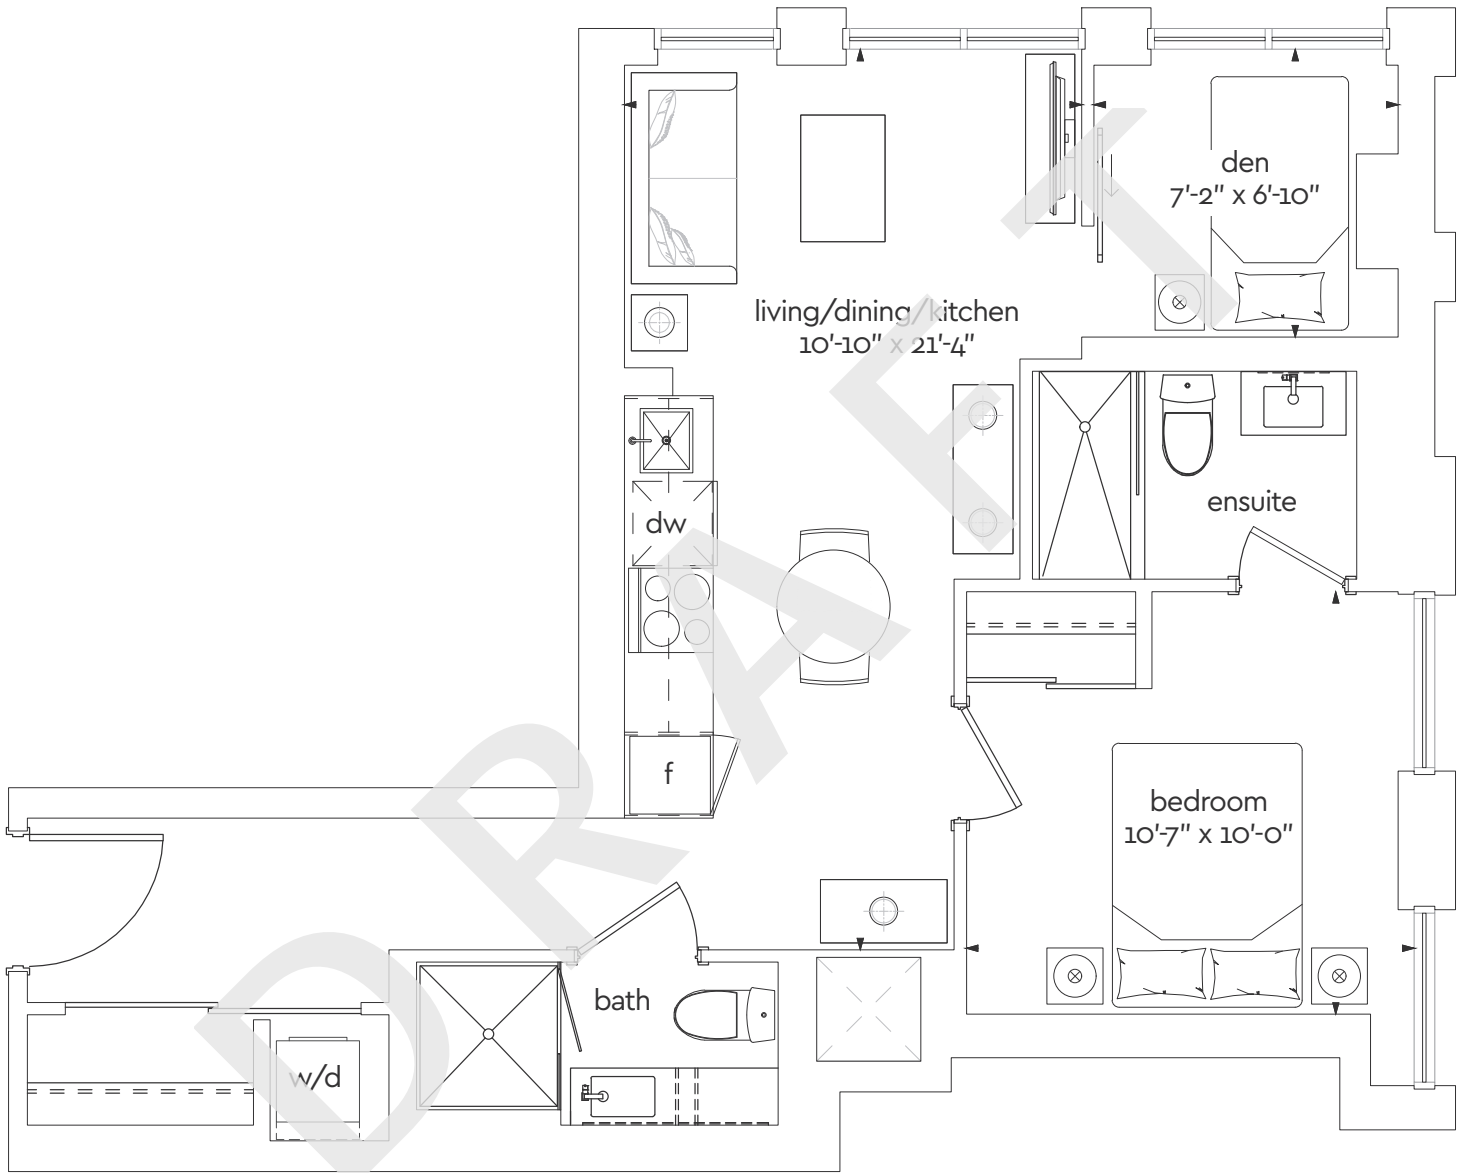 den
7'-2" x 6'-10"
living/dining/kitchen
10'-10" x 21'-4"
ensuite
dw
f
bedroom
10'-7" x 10'-0"
bath
w/d
DRAFT